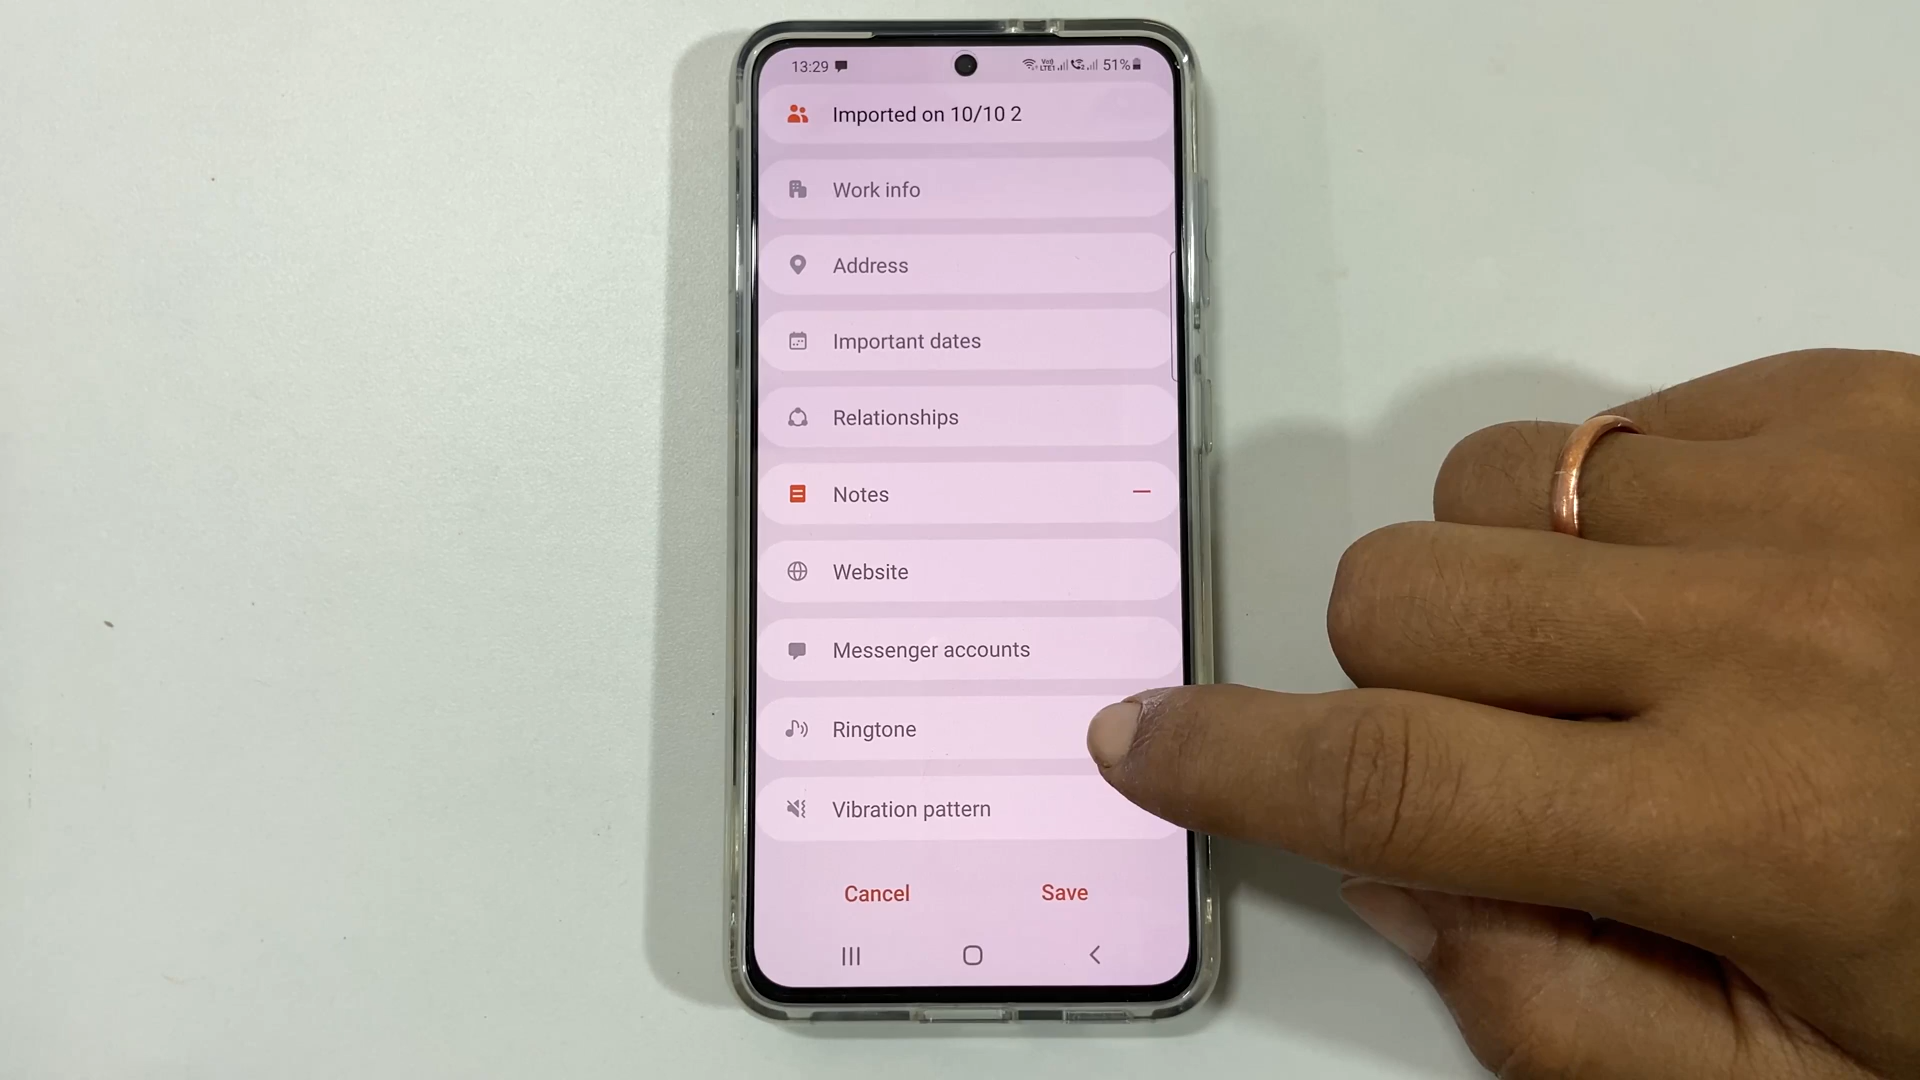 13:29 51%
Imported on 10/10 2
Work info
Address
Important dates
Relationships
Notes
Website
Messenger accounts
Ringtone
Vibration pattern
Cancel Save